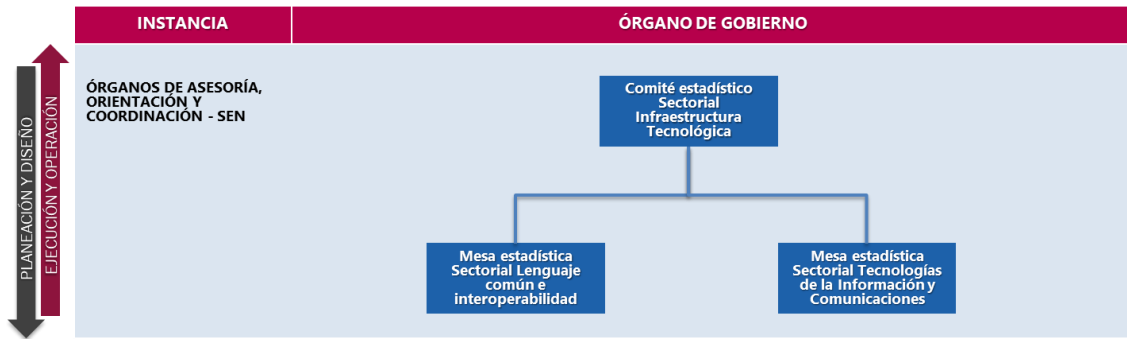 INSTANCIA
ÓRGANO DE GOBIERNO
PLANEACIÓN Y DISEÑO
EJECUCIÓN Y OPERACIÓN
ÓRGANOS DE ASESORÍA,
ORIENTACIÓN Y
COORDINACIÓN - SEN
Comité estadístico
Sectorial
Infraestructura
Tecnológica
Mesa estadística
Sectorial Lenguaje
común e
interoperabilidad
Mesa estadística
Sectorial Tecnologías
de la Información y
Comunicaciones